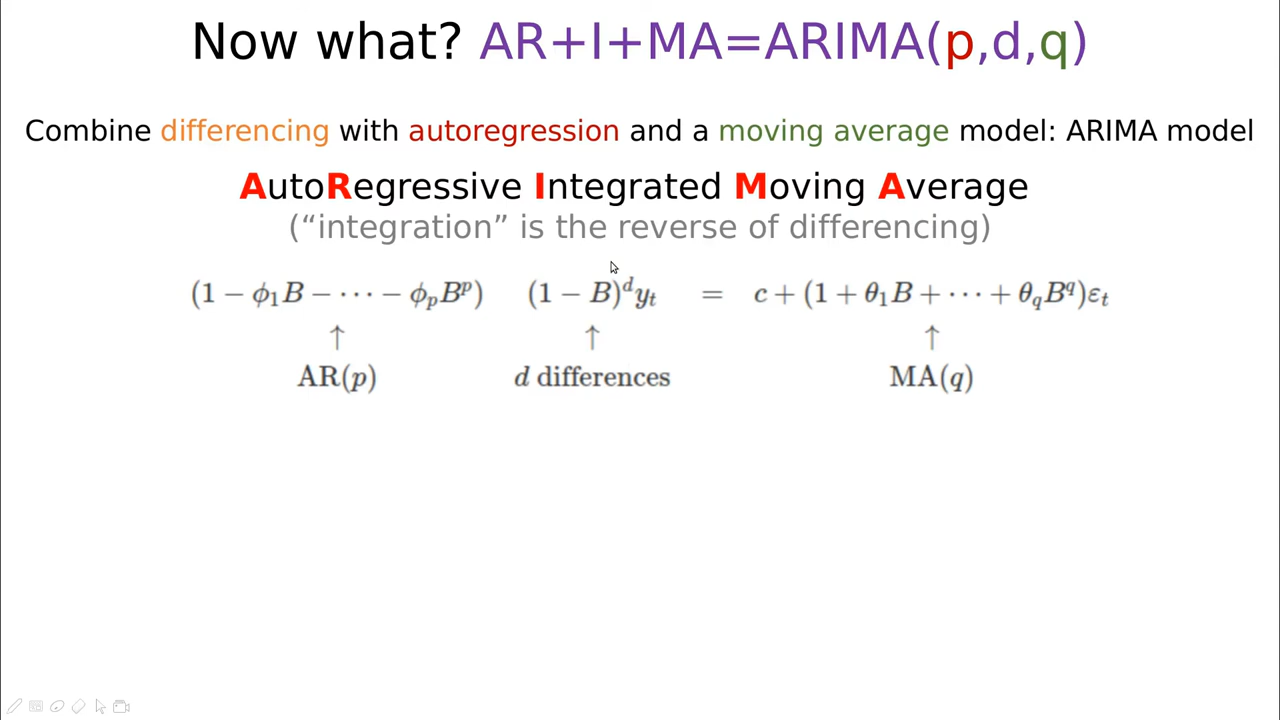 Now what? AR+I+MA=ARIMA(p,d,q)
Combine differencing with autoregression and a moving average model: ARIMA model
AutoRegressive Integrated Moving Average
(“integration” is the reverse of differencing)
(1 − ϕ₁B − ⋯ − ϕₚBᵖ) (1 − B)ᵈyₜ = c + (1 + θ₁B + ⋯ + θ_qB^q)εₜ
↑ ↑ ↑
AR(p) d differences MA(q)